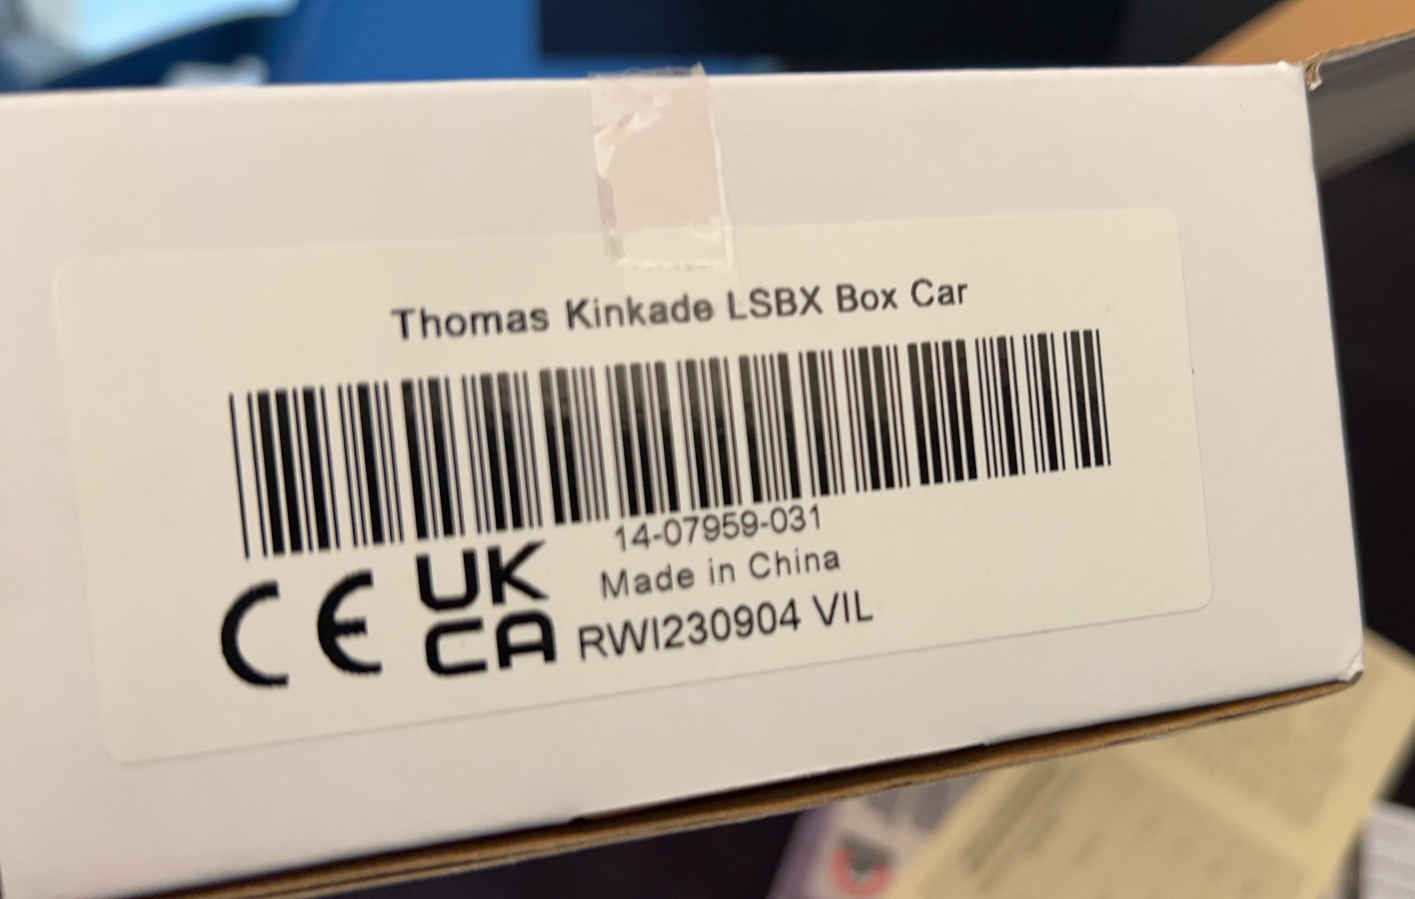 Thomas Kinkade LSBX Box Car
14-07959-031
Made in China
CE UK
CA
RWI230904 VIL